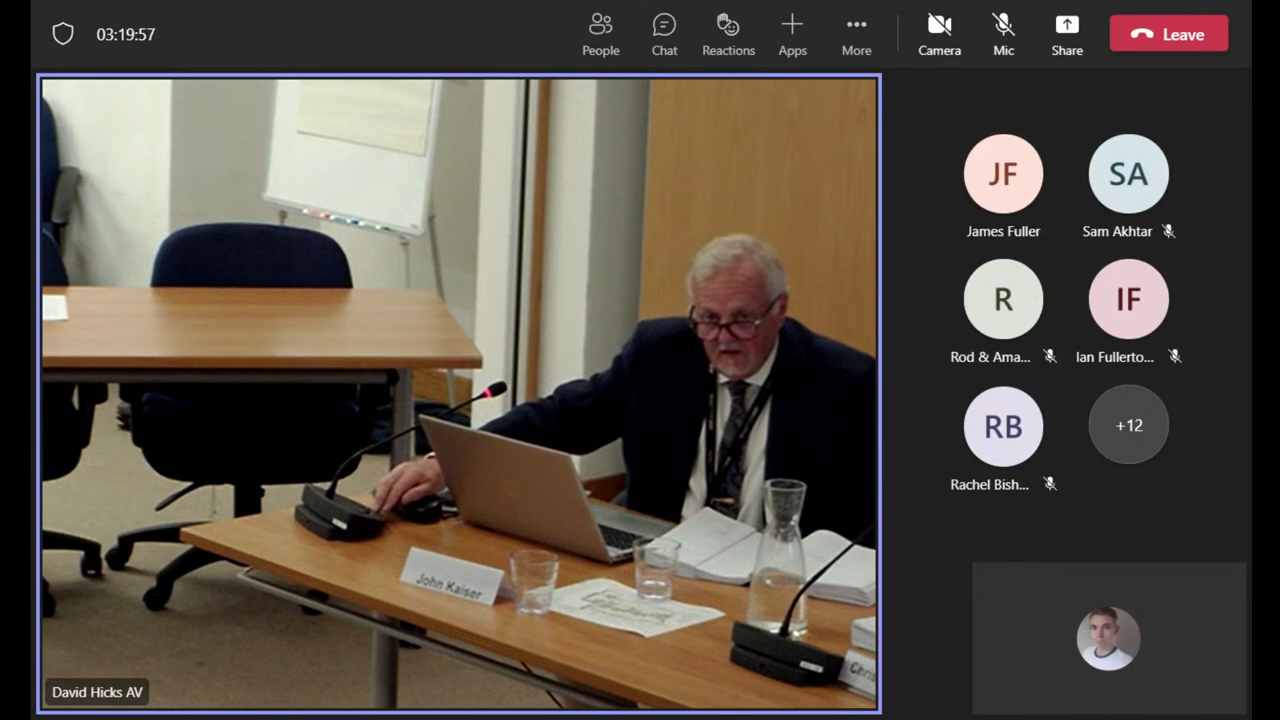 03:19:57
People
Chat
Reactions
Apps
More
Camera
Mic
Share
Leave
JF
SA
James Fuller
Sam Akhtar
R
IF
Rod & Ama...
Ian Fullerto...
RB
+12
Rachel Bish...
John Kaiser
Chris
David Hicks AV